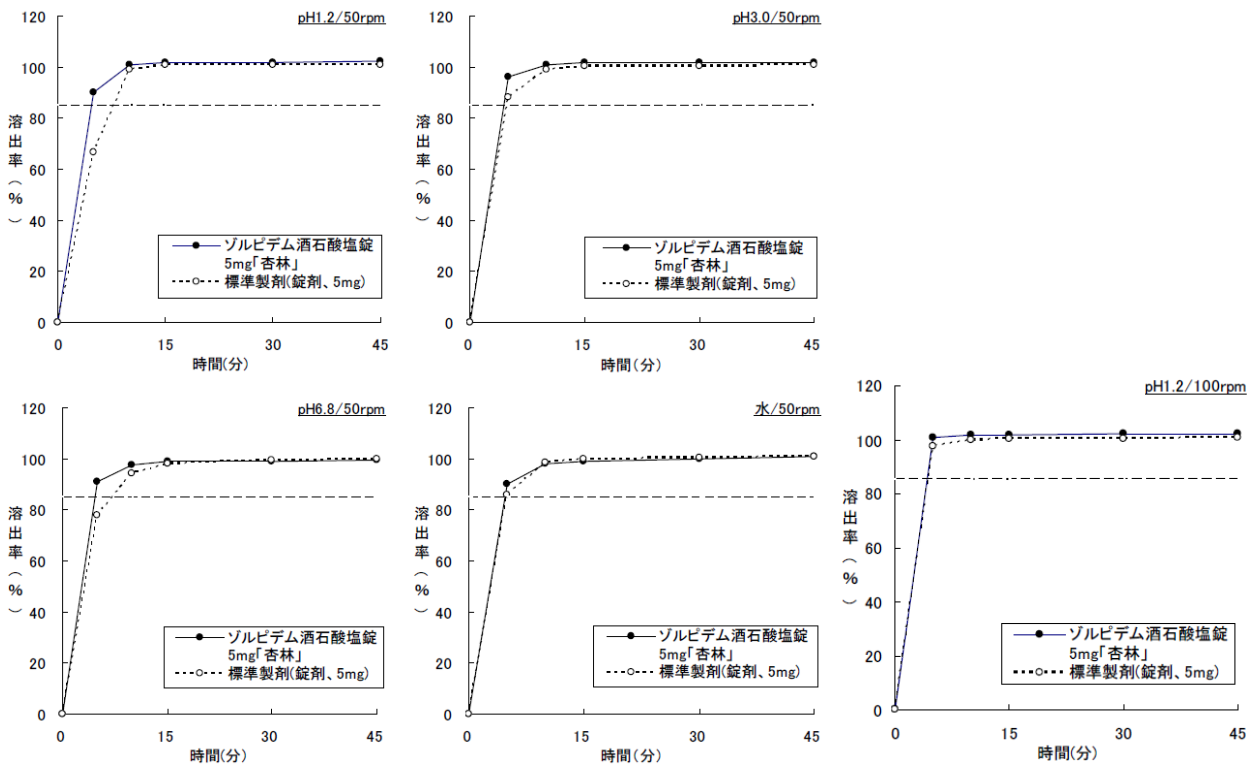 pH1.2/50rpm
120
100
80
60
40
20
0
溶出率(%)
0 15 30 45
時間(分)
ゾルピデム酒石酸塩錠
5mg「杏林」
標準製剤(錠剤、5mg)
pH3.0/50rpm
120
100
80
60
40
20
0
溶出率(%)
0 15 30 45
時間(分)
ゾルピデム酒石酸塩錠
5mg「杏林」
標準製剤(錠剤、5mg)
pH6.8/50rpm
120
100
80
60
40
20
0
溶出率(%)
0 15 30 45
時間(分)
ゾルピデム酒石酸塩錠
5mg「杏林」
標準製剤(錠剤、5mg)
水/50rpm
120
100
80
60
40
20
0
溶出率(%)
0 15 30 45
時間(分)
ゾルピデム酒石酸塩錠
5mg「杏林」
標準製剤(錠剤、5mg)
pH1.2/100rpm
120
100
80
60
40
20
0
溶出率(%)
0 15 30 45
時間(分)
ゾルピデム酒石酸塩錠
5mg「杏林」
標準製剤(錠剤、5mg)